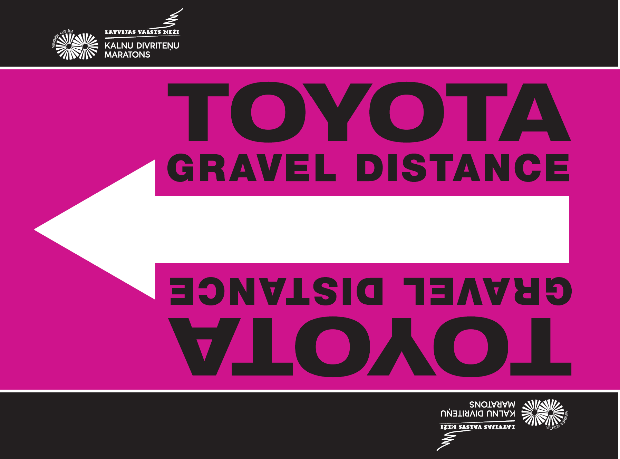 LATVIJAS VALSTS MEŽI
KALNU DIVRITEŅU
MARATONS
TOYOTA
GRAVEL DISTANCE
GRAVEL DISTANCE
TOYOTA
KALNU DIVRITEŅU
MARATONS
LATVIJAS VALSTS MEŽI